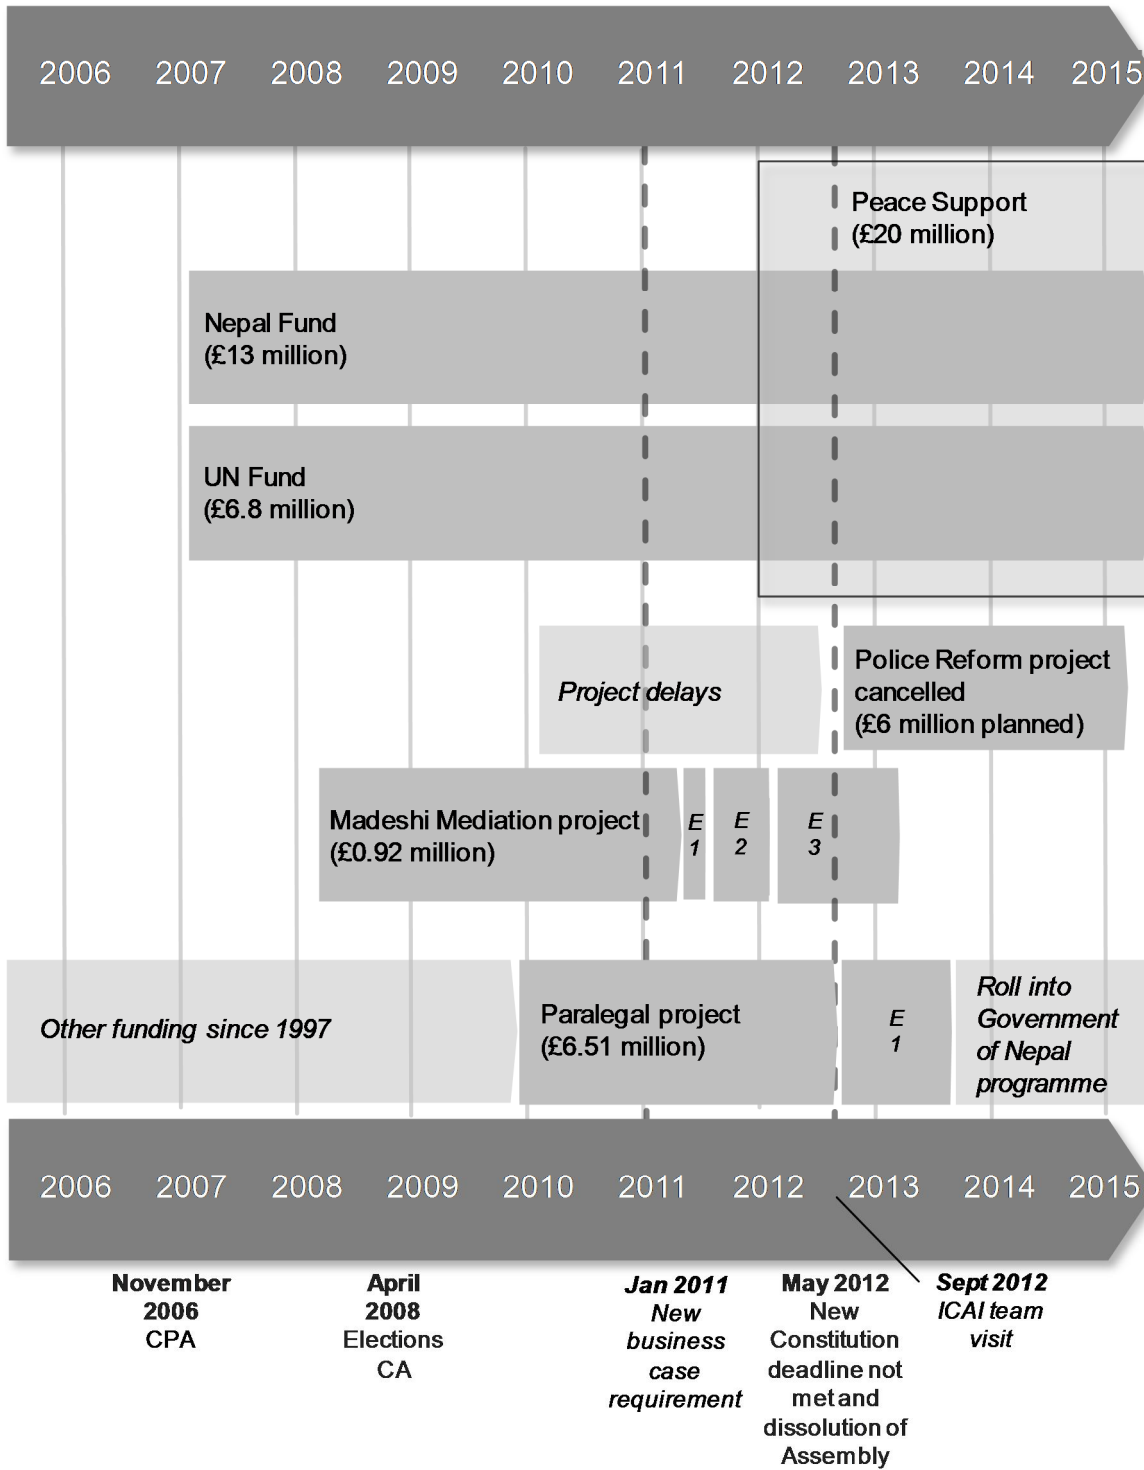 2006 2007 2008 2009 2010 2011 2012 2013 2014 2015
Peace Support
(£20 million)
Nepal Fund
(£13 million)
UN Fund
(£6.8 million)
Project delays
Police Reform project
cancelled
(£6 million planned)
Madeshi Mediation project
(£0.92 million)
E
1
E
2
E
3
Other funding since 1997
Paralegal project
(£6.51 million)
E
1
Roll into
Government
of Nepal
programme
2006 2007 2008 2009 2010 2011 2012 2013 2014 2015
November
2006
CPA
April
2008
Elections
CA
Jan 2011
New
business
case
requirement
May 2012
New
Constitution
deadline not
met and
dissolution of
Assembly
Sept 2012
ICAI team
visit